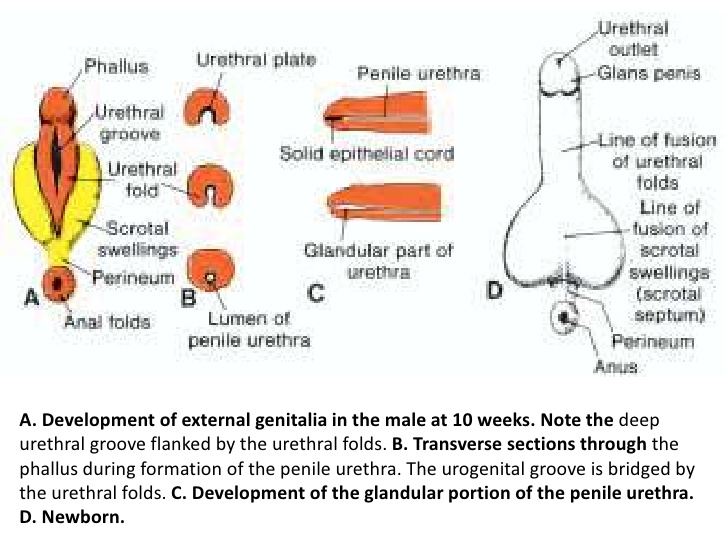 Phallus
Urethral
groove
Urethral
fold
Scrotal
swellings
Perineum
Anal folds
A
Urethral plate
B
Lumen of
penile urethra
Penile urethra
Solid epithelial cord
Glandular part of
urethra
C
Urethral
outlet
Glans penis
Line of fusion
of urethral
folds
Line of
fusion of
scrotal
swellings
(scrotal
septum)
Perineum
Anus
D
A. Development of external genitalia in the male at 10 weeks. Note the deep
urethral groove flanked by the urethral folds. B. Transverse sections through the
phallus during formation of the penile urethra. The urogenital groove is bridged by
the urethral folds. C. Development of the glandular portion of the penile urethra.
D. Newborn.